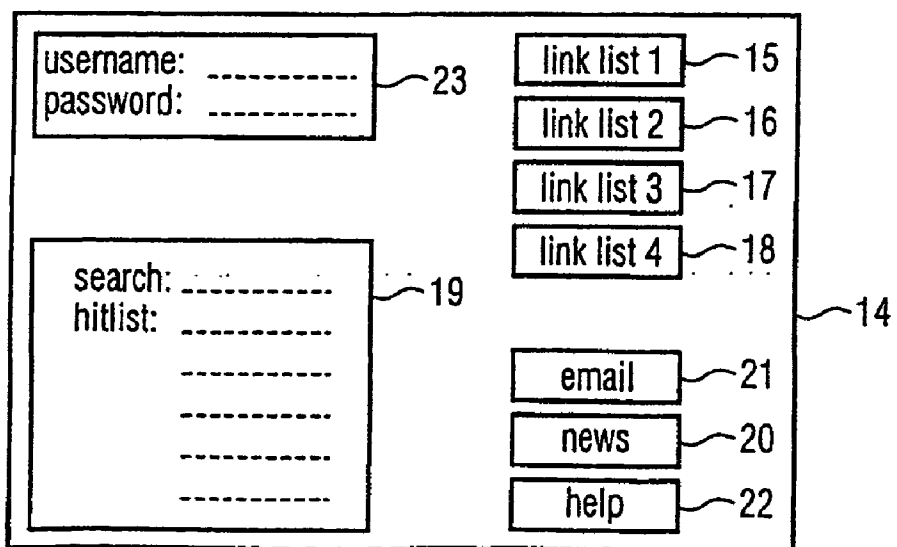 username:
password:
23
search:
hitlist:
19
link list 1
15
link list 2
16
link list 3
17
link list 4
18
14
email
21
news
20
help
22